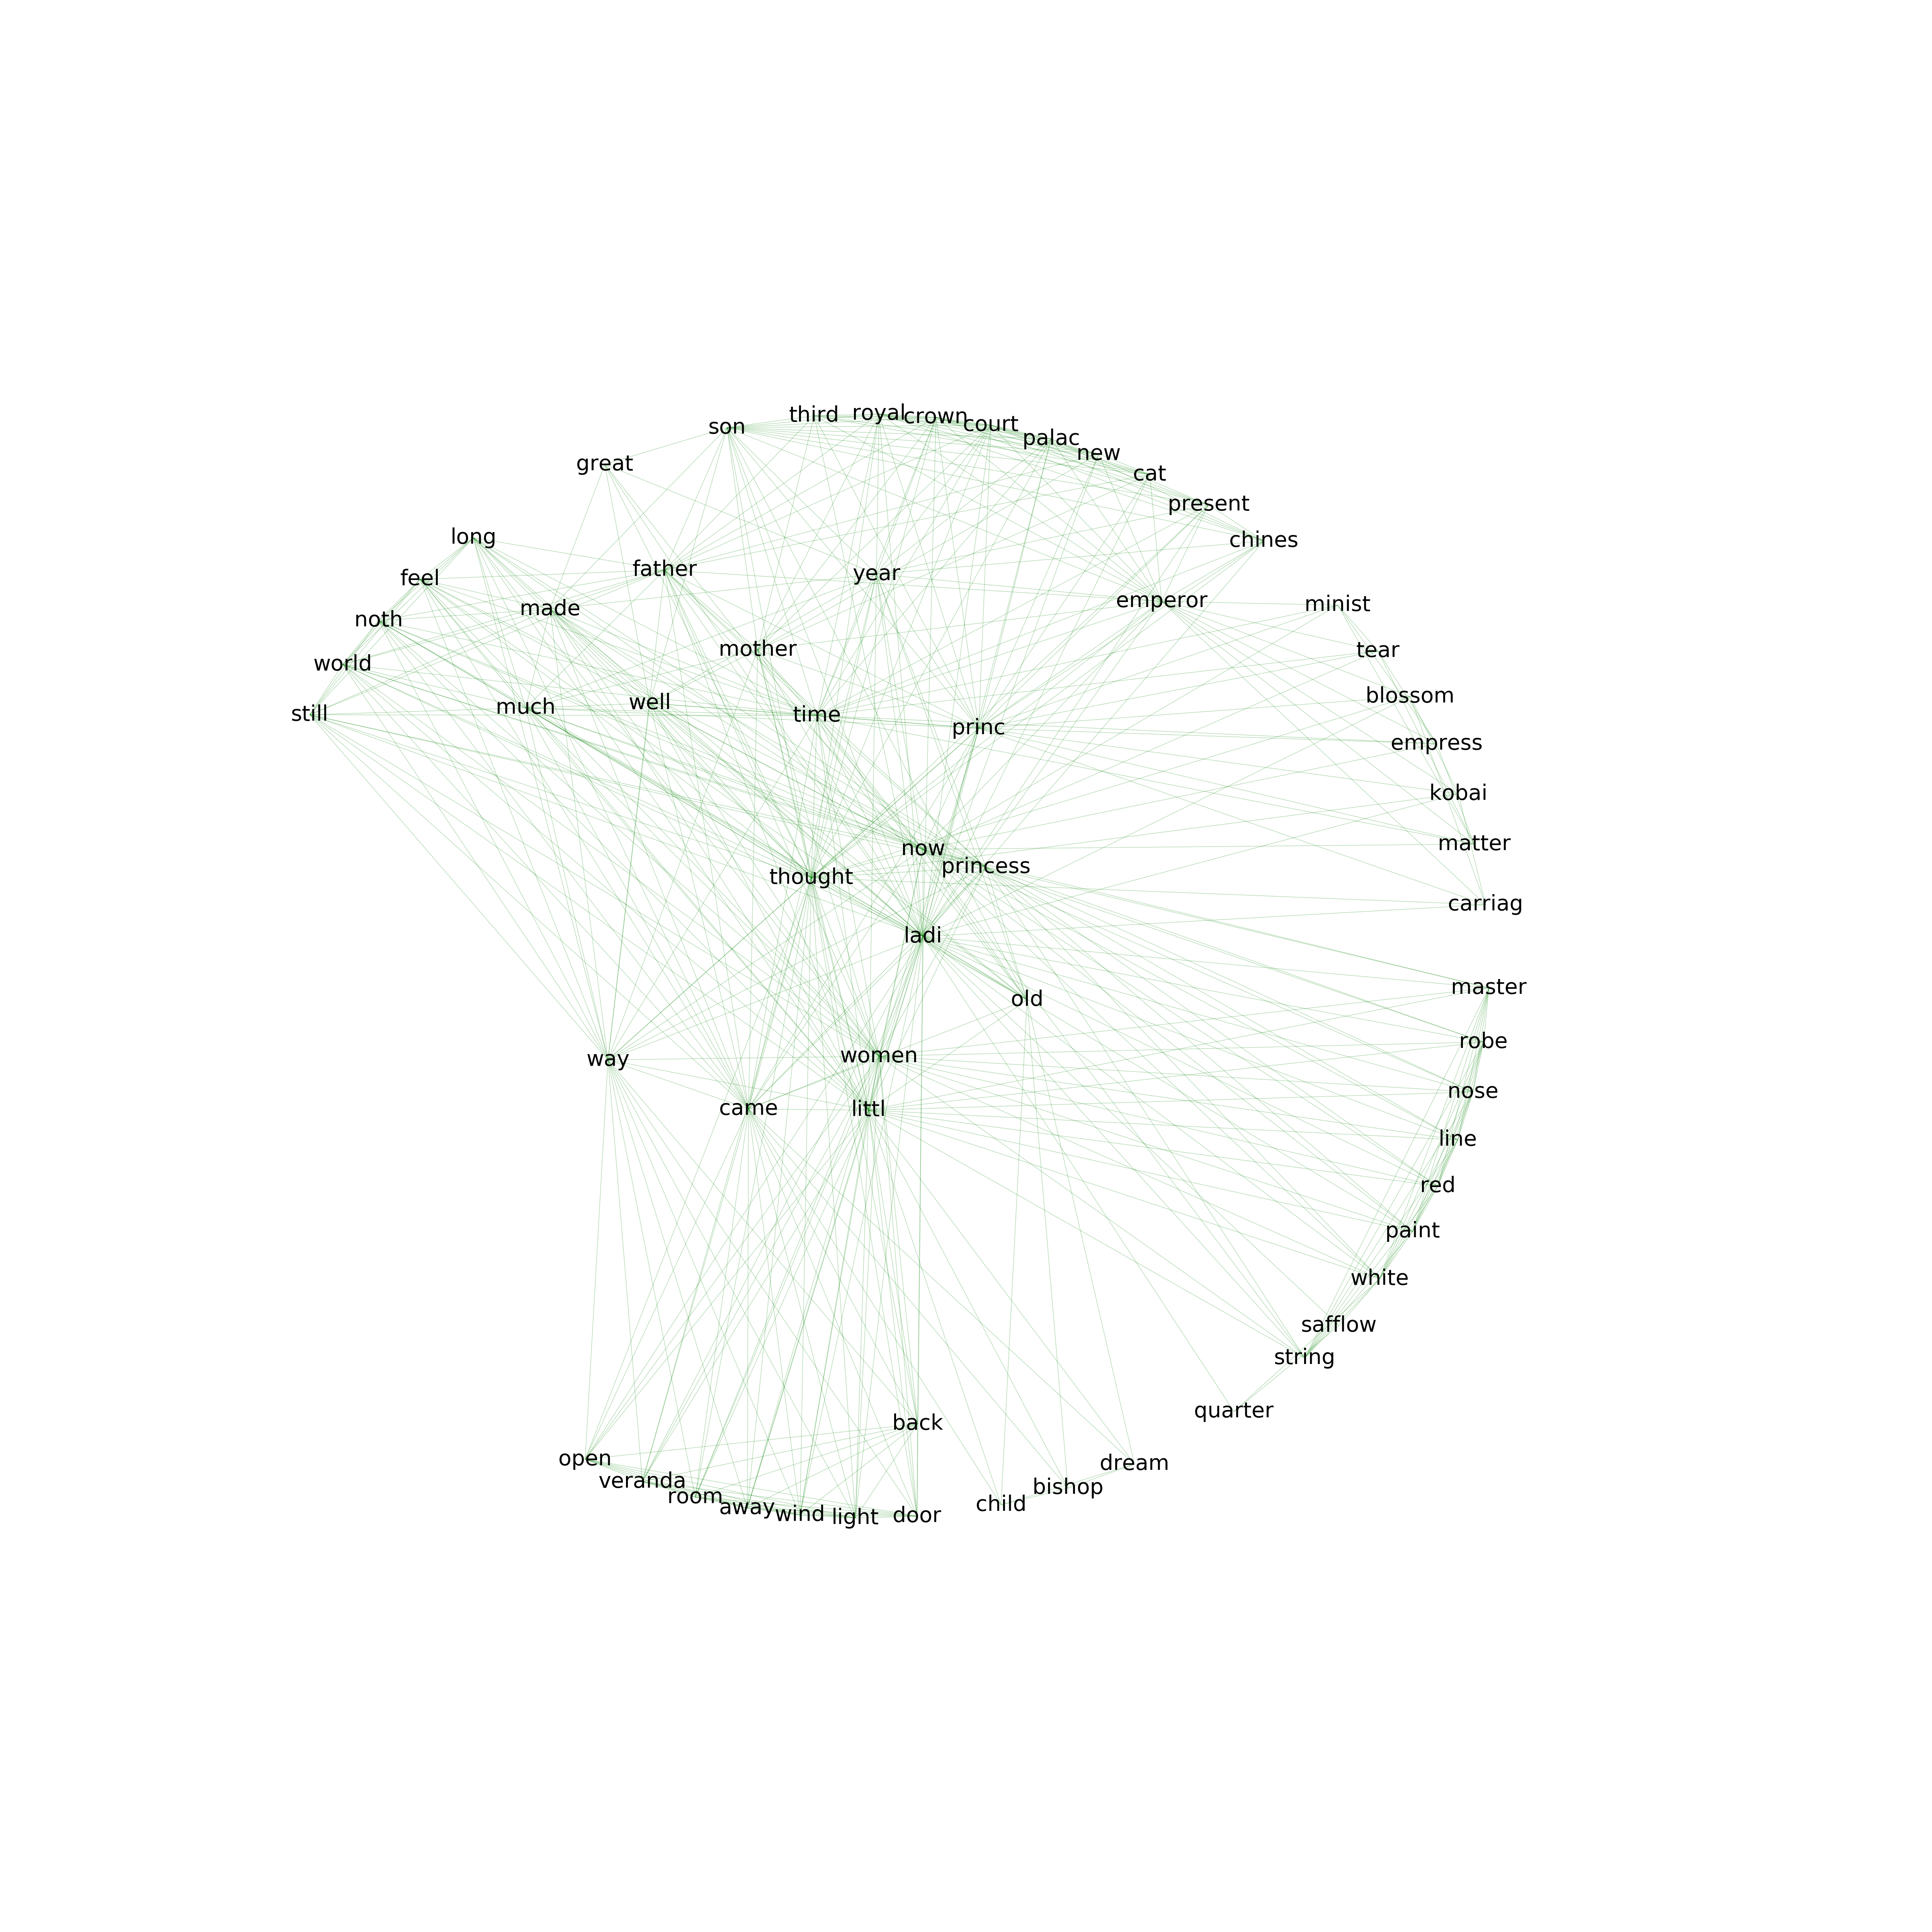 third
royal
crown
court
son
palac
new
great
cat
present
long
chines
father
year
feel
emperor
minist
made
noth
mother
tear
world
blossom
well
much
still
time
princ
empress
kobai
matter
now
princess
thought
carriag
ladi
master
old
robe
women
way
nose
came
littl
line
red
paint
white
safflow
string
quarter
back
open
dream
veranda
bishop
room
child
away
wind
door
light